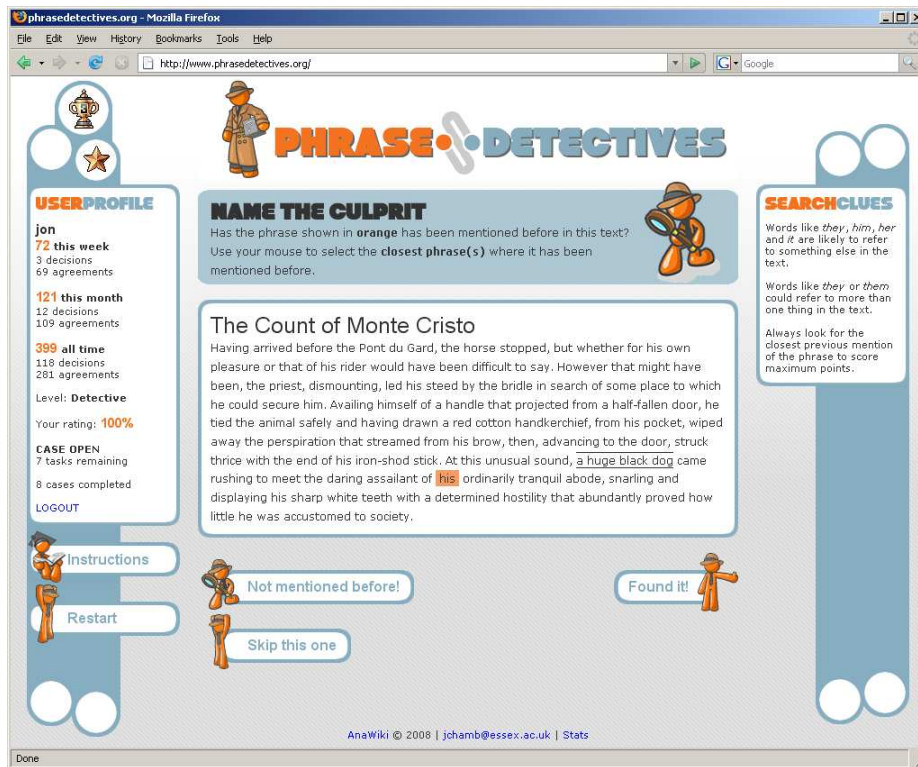 phrasedetectives.org - Mozilla Firefox
File Edit View History Bookmarks Tools Help
http://www.phrasedetectives.org/
G Google
PHRASE DETECTIVES
USERPROFILE
jon
72 this week
3 decisions
69 agreements
121 this month
12 decisions
109 agreements
399 all time
118 decisions
281 agreements
Level: Detective
Your rating: 100%
CASE OPEN
7 tasks remaining
8 cases completed
LOGOUT
Instructions
Restart
NAME THE CULPRIT
Has the phrase shown in orange has been mentioned before in this text?
Use your mouse to select the closest phrase(s) where it has been
mentioned before.
The Count of Monte Cristo
Having arrived before the Pont du Gard, the horse stopped, but whether for his own
pleasure or that of his rider would have been difficult to say. However that might have
been, the priest, dismounting, led his steed by the bridle in search of some place to which
he could secure him. Availing himself of a handle that projected from a half-fallen door, he
tied the animal safely and having drawn a red cotton handkerchief, from his pocket, wiped
away the perspiration that streamed from his brow, then, advancing to the door, struck
thrice with the end of his iron-shod stick. At this unusual sound, a huge black dog came
rushing to meet the daring assailant of his ordinarily tranquil abode, snarling and
displaying his sharp white teeth with a determined hostility that abundantly proved how
little he was accustomed to society.
Not mentioned before!
Found it!
Skip this one
SEARCHCLUES
Words like they, him, her
and it are likely to refer
to something else in the
text.
Words like they or them
could refer to more than
one thing in the text.
Always look for the
closest previous mention
of the phrase to score
maximum points.
AnaWiki © 2008 | jchamb@essex.ac.uk | Stats
Done